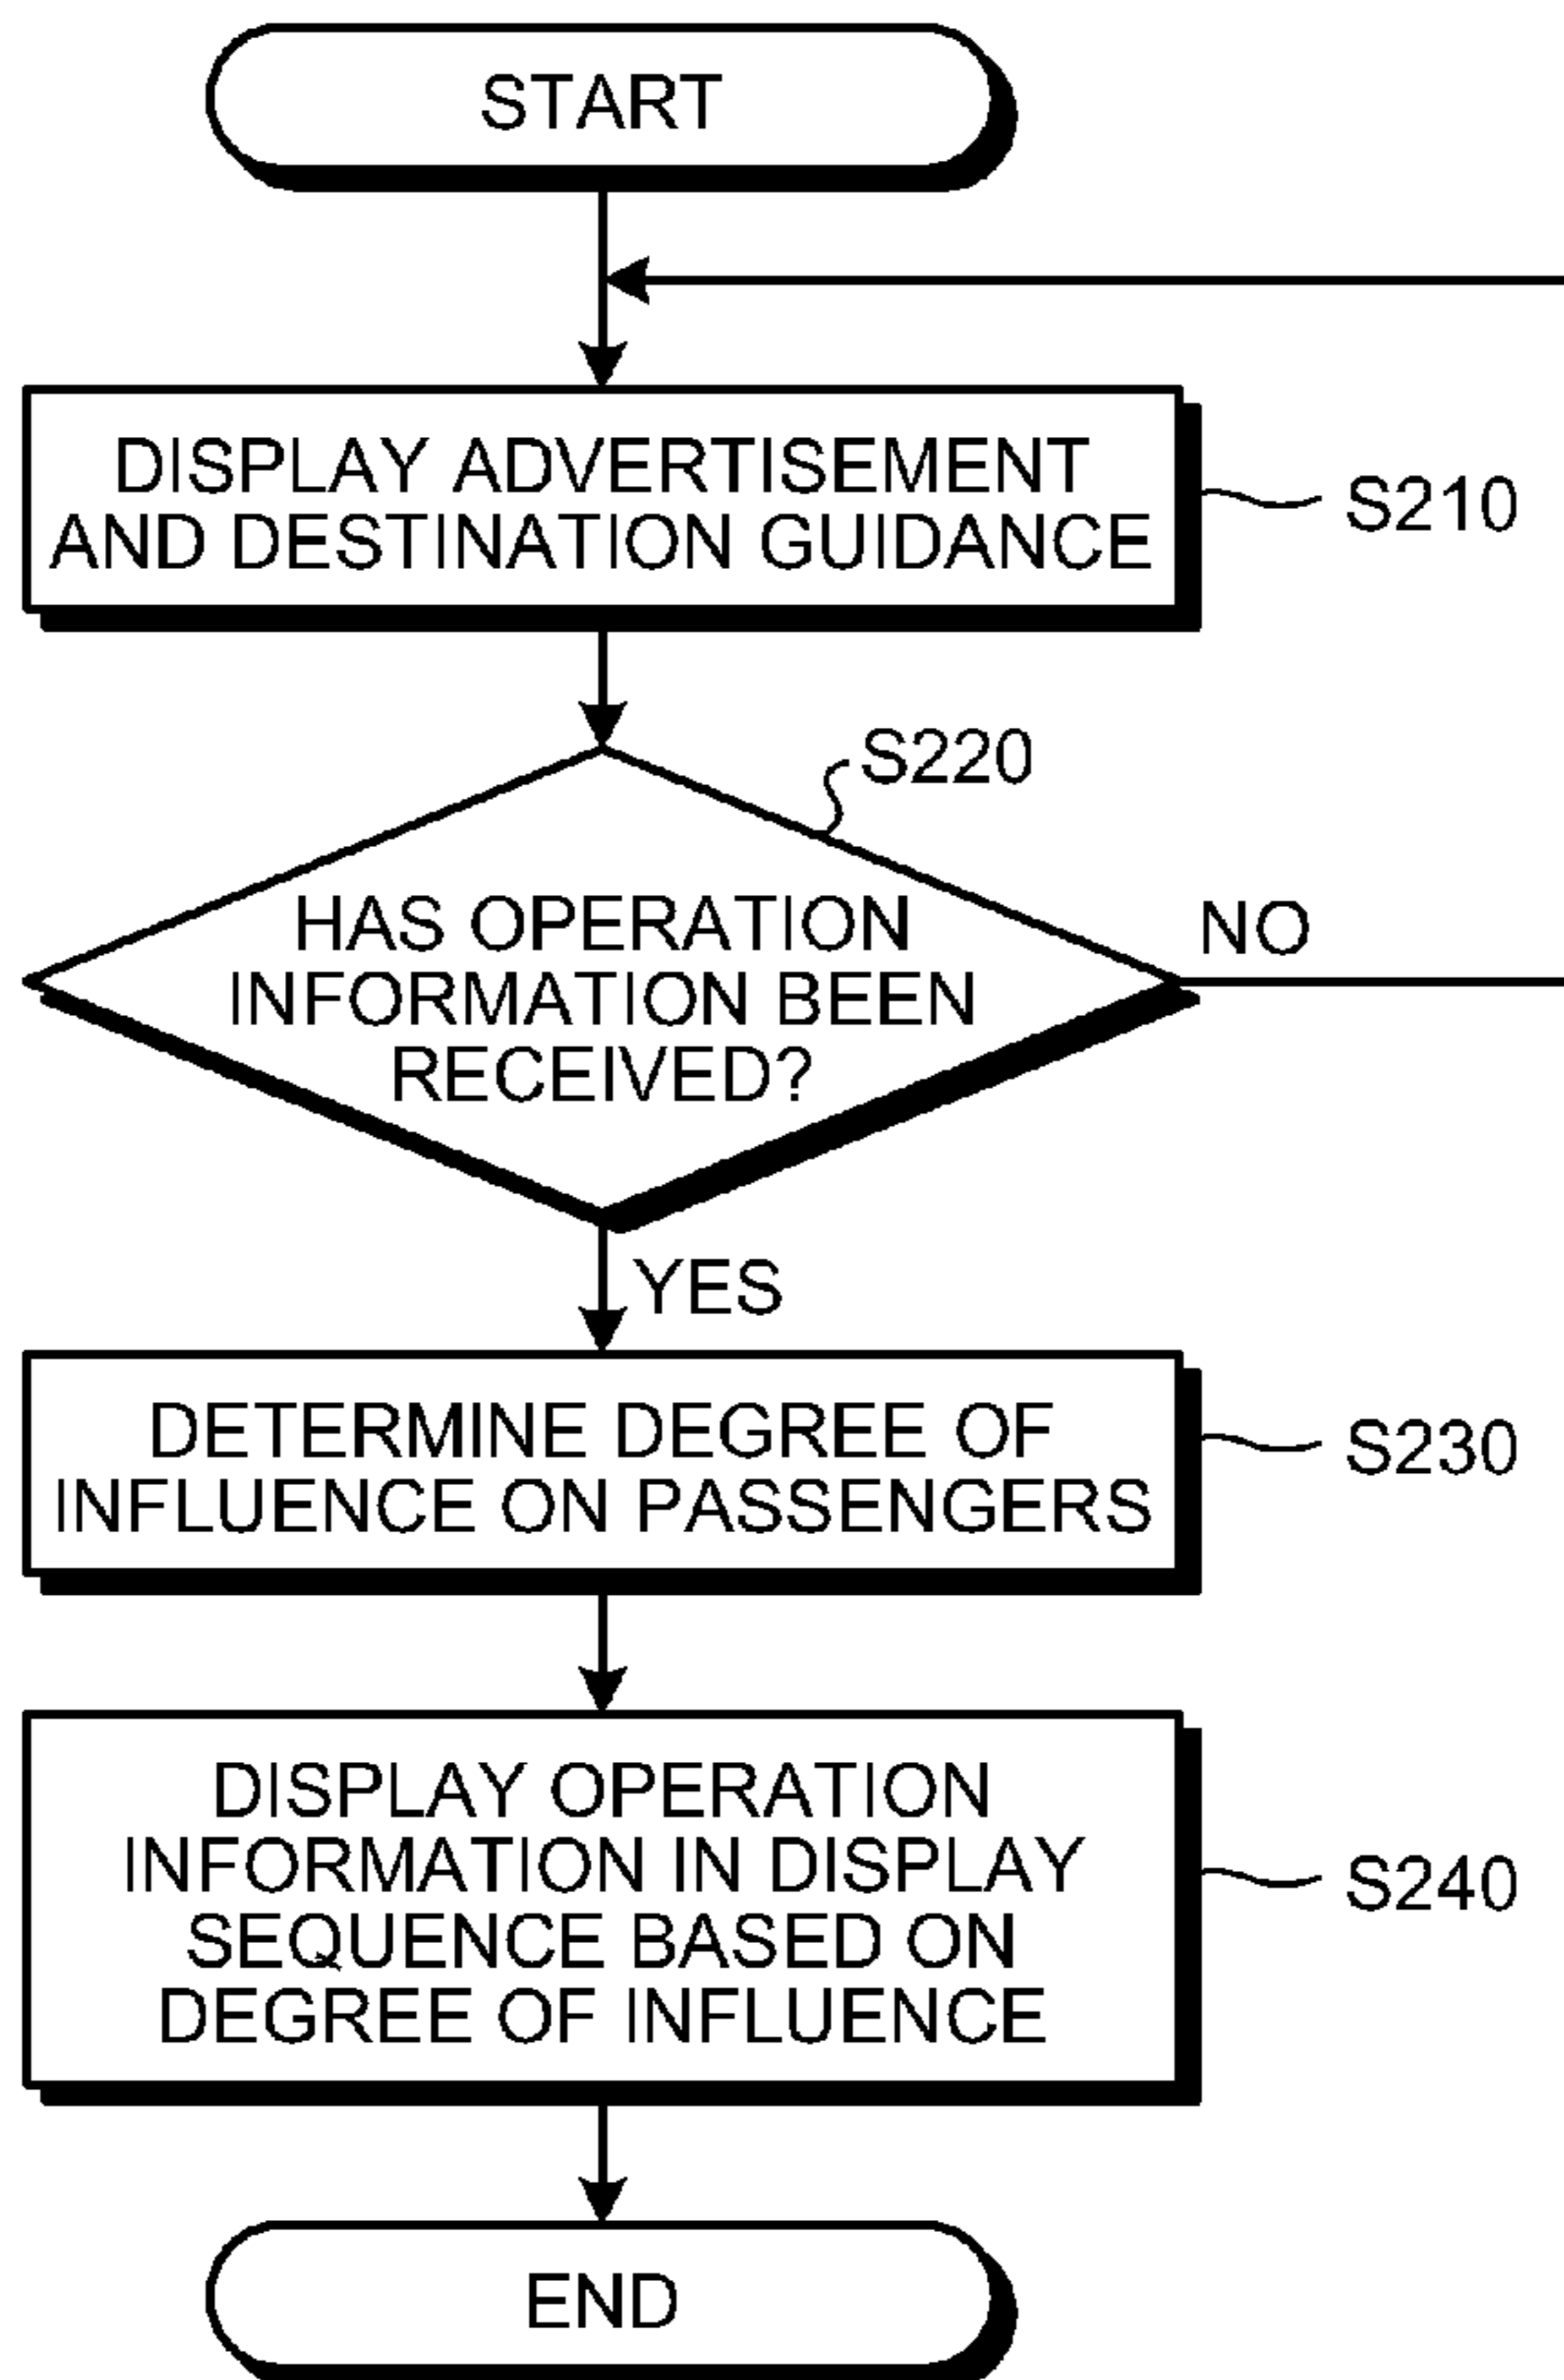 START
DISPLAY ADVERTISEMENT
AND DESTINATION GUIDANCE
S210
S220
HAS OPERATION
INFORMATION BEEN
RECEIVED?
NO
YES
DETERMINE DEGREE OF
INFLUENCE ON PASSENGERS
S230
DISPLAY OPERATION
INFORMATION IN DISPLAY
SEQUENCE BASED ON
DEGREE OF INFLUENCE
S240
END